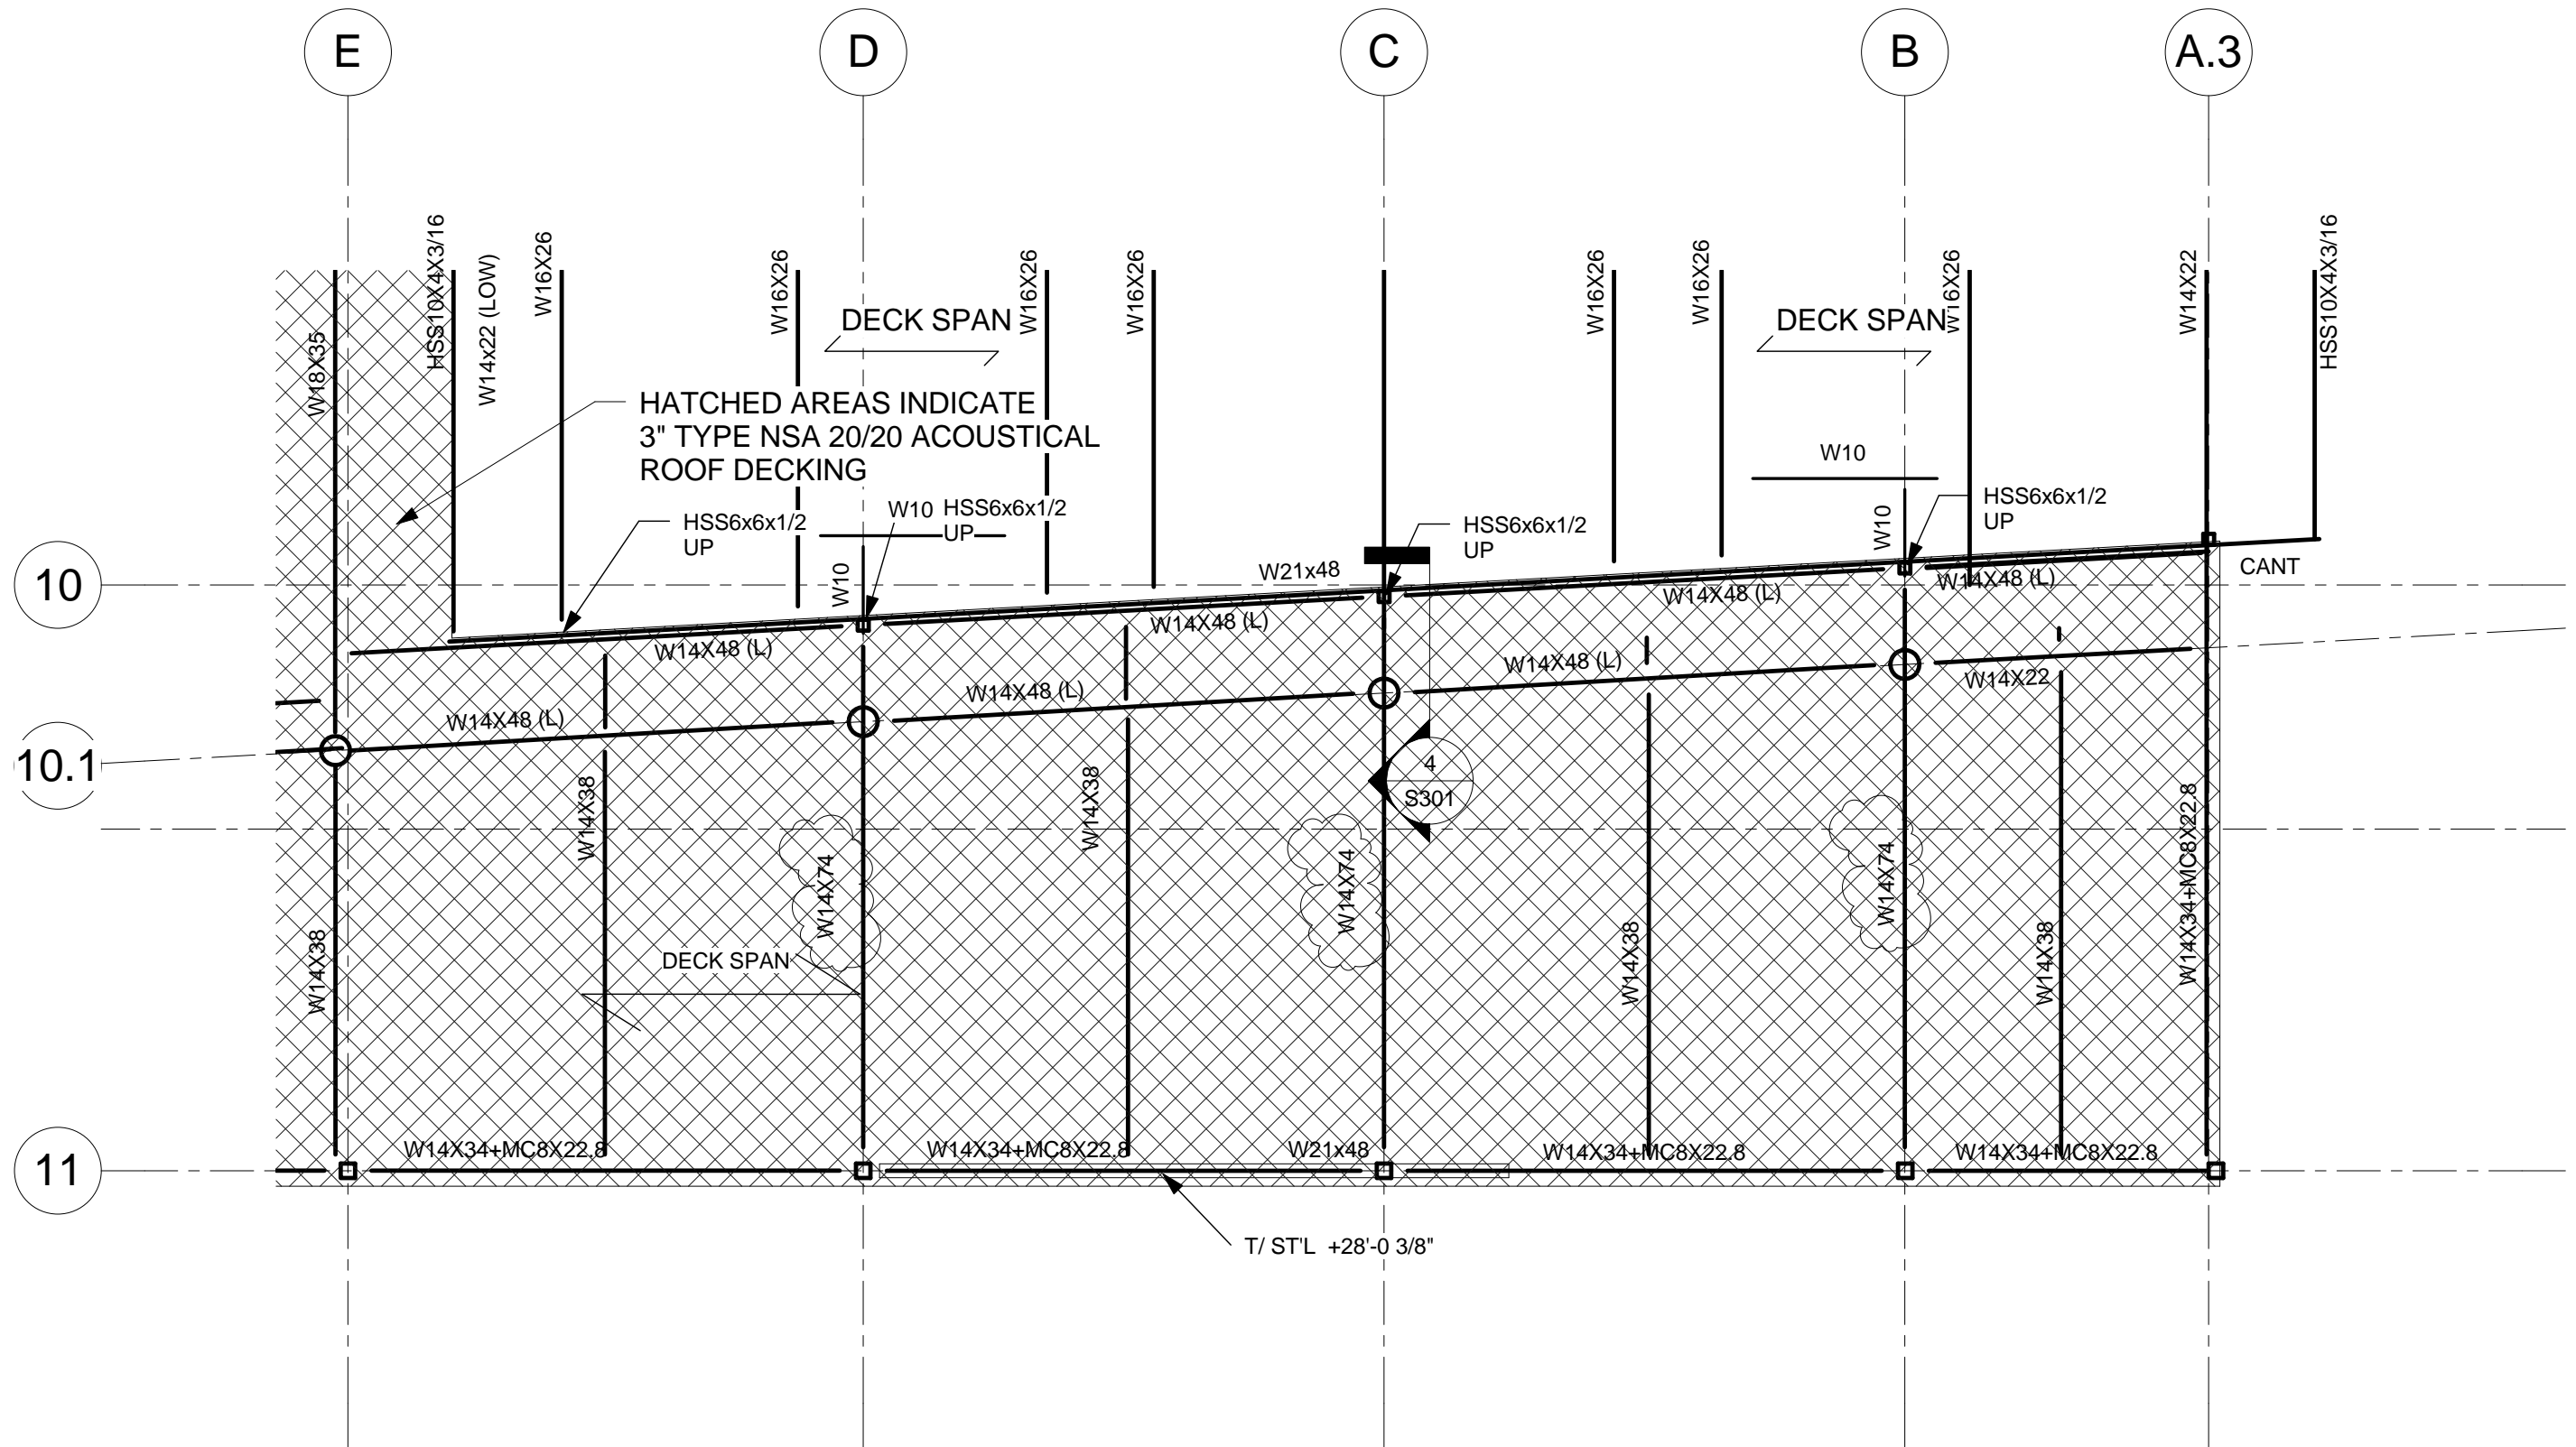 E
D
C
B
A.3
HSS10X4X3/16
W14x22 (LOW)
W16X26
W16X26
W16X26
W16X26
W16X26
W16X26
W16X26
W14X22
HSS10X4X3/16
W18X35
DECK SPAN
DECK SPAN
HATCHED AREAS INDICATE
3" TYPE NSA 20/20 ACOUSTICAL
ROOF DECKING
W10
HSS6x6x1/2
UP
W10
HSS6x6x1/2
UP
HSS6x6x1/2
UP
W10
HSS6x6x1/2
UP
10
W10
W21x48
CANT
W14X48 (L)
W14X48 (L)
W14X48 (L)
W14X48 (L)
W14X48 (L)
W14X48 (L)
W14X48 (L)
W14X22
10.1
4
S301
W14X38
W14X38
W14X74
W14X74
W14X74
W14X34+MC8X22.8
W14X38
DECK SPAN
W14X38
W14X38
11
W14X34+MC8X22.8
W14X34+MC8X22.8
W21x48
W14X34+MC8X22.8
W14X34+MC8X22.8
T/ ST'L +28'-0 3/8"